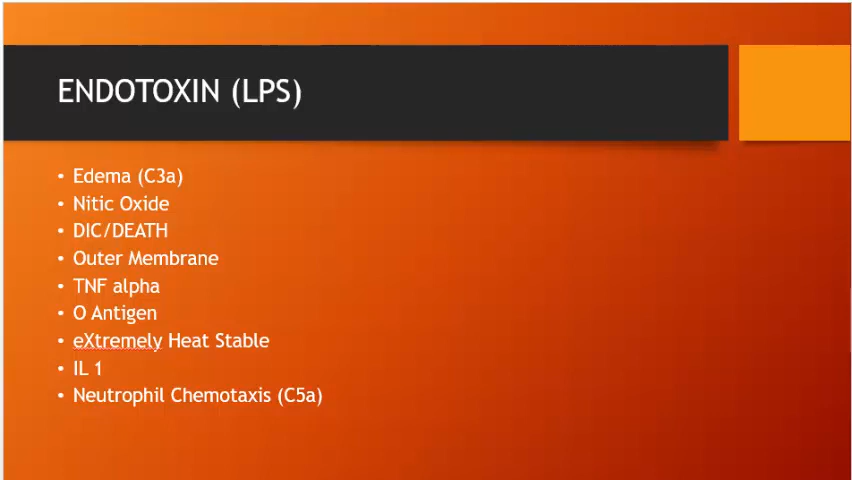 ENDOTOXIN (LPS)
• Edema (C3a)
• Nitic Oxide
• DIC/DEATH
• Outer Membrane
• TNF alpha
• O Antigen
• eXtremely Heat Stable
• IL 1
• Neutrophil Chemotaxis (C5a)